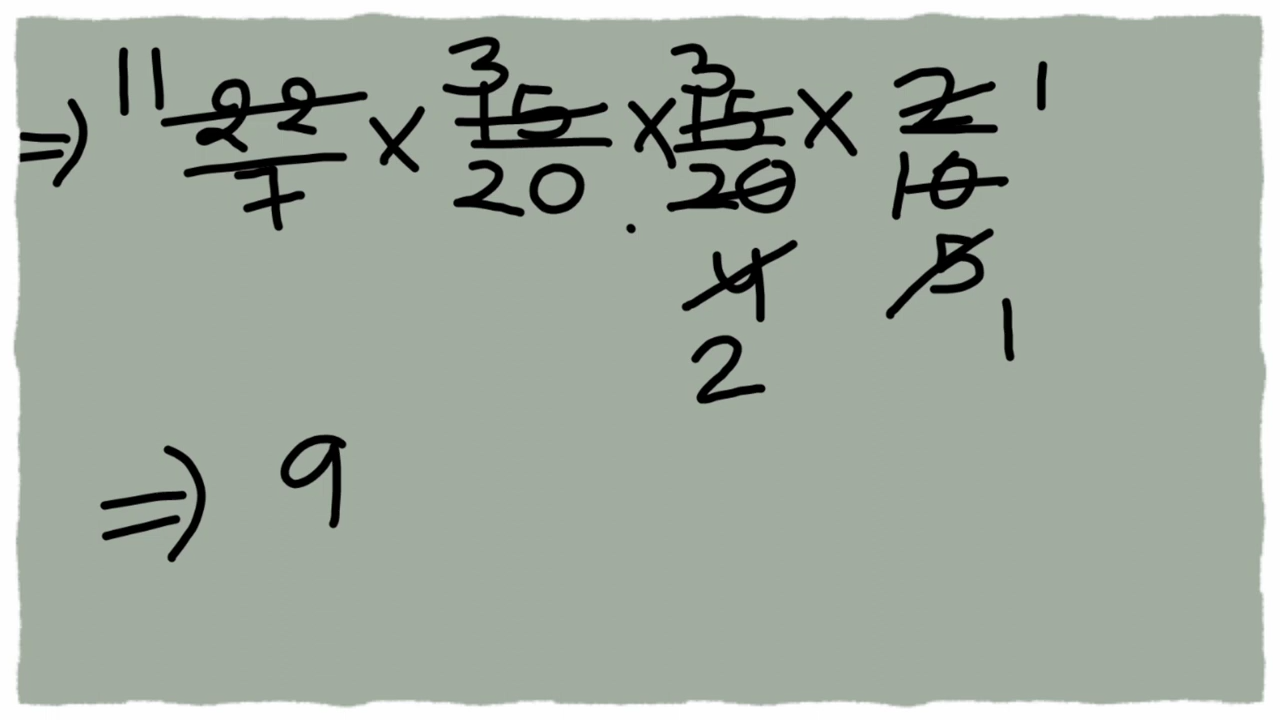 ⇒ 11 22/7 × 3 15/20 × 3 15/20 × 2/10 1
4 5
2 1
⇒ 9